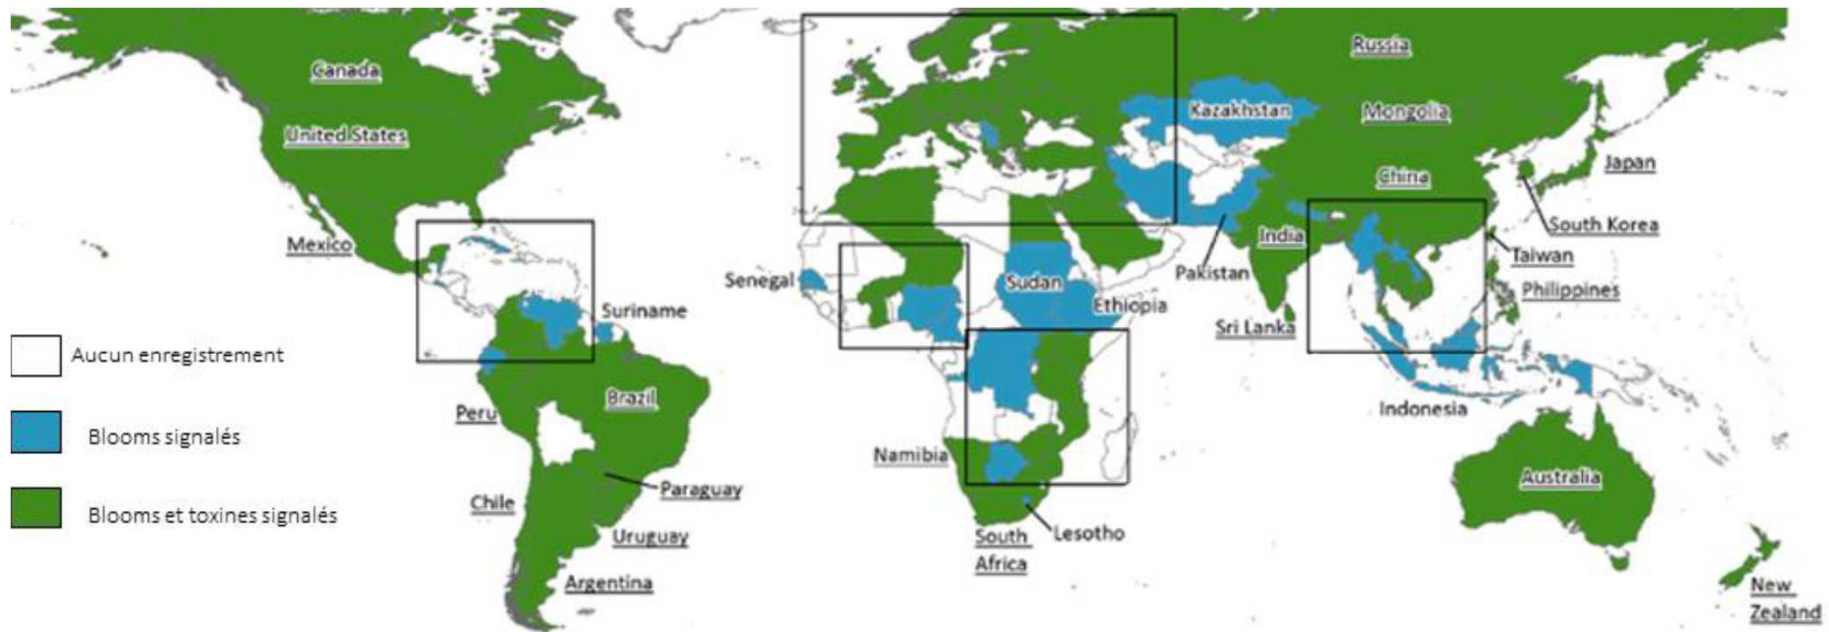 Canada
Russia
United States
Kazakhstan
Mongolia
Japan
China
South Korea
Mexico
India
Taiwan
Senegal
Sudan
Pakistan
Philippines
Suriname
Ethiopia
Sri Lanka
Aucun enregistrement
Brazil
Peru
Indonesia
Blooms signalés
Namibia
Australia
Paraguay
Chile
Blooms et toxines signalés
Uruguay
South
Africa
Lesotho
Argentina
New
Zealand